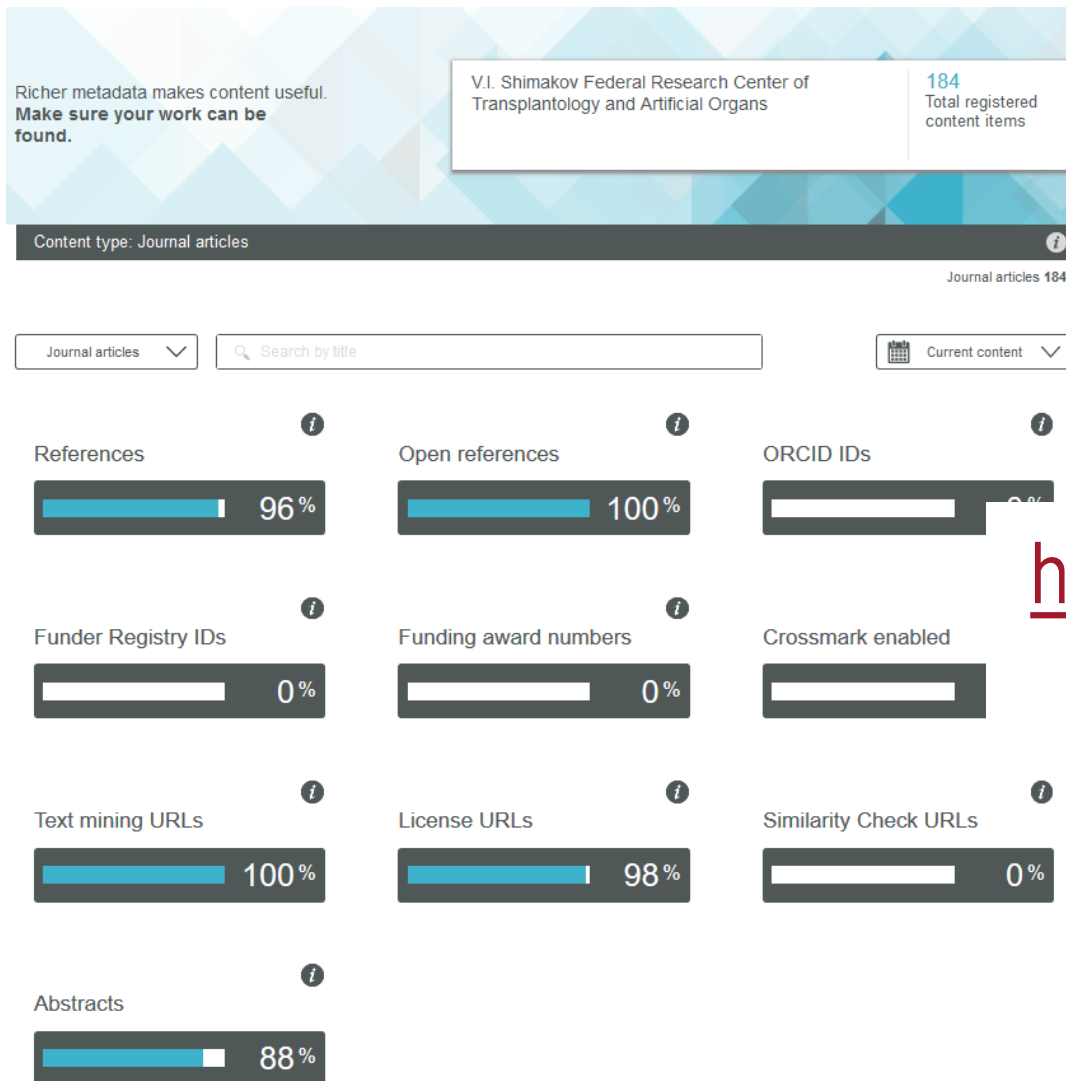 Richer metadata makes content useful.
Make sure your work can be
found.
V.I. Shimakov Federal Research Center of
Transplantology and Artificial Organs
184
Total registered
content items
Content type: Journal articles
Journal articles 184
Journal articles
Search by title
Current content
References
96%
Open references
100%
ORCID IDs
h
Funder Registry IDs
0%
Funding award numbers
0%
Crossmark enabled
Text mining URLs
100%
License URLs
98%
Similarity Check URLs
0%
Abstracts
88%